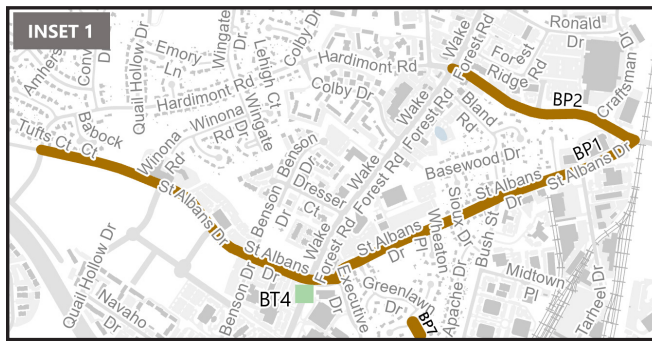 INSET 1
Amherst
Conv
Dr
Quail Hollow Dr
Emory
Ln
Wingate
Dr
Lehigh Ct
Colby Dr
Hardimont Rd
Wake
Forest Rd
Forest
Ridge Rd
Ronald
Dr
Craftsman Dr
Hardimont Rd
Colby Dr
Wake
Forest Rd
Bland
Rd
BP2
Tufts Ct
Ct
Babcock
Winona
Rd
Winona
Rd
Wingate
Dr
Benson
Dr
Benson
Dr
Dresser
Ct
Wake
Forest Rd
Basewood Dr
BP1
St Albans
Dr
St Albans Dr
St Albans Dr
St Albans
Dr
St Albans
Dr
Wake
Forest Rd
Wheaton
Pl
Sioux Dr
Bush St
Benson Dr
BT4
Dr
Executive
Greenlawn
Dr
BP7
Apache Dr
Midtown
Pl
Tarheel Dr
Quail Hollow Dr
Navaho
Dr